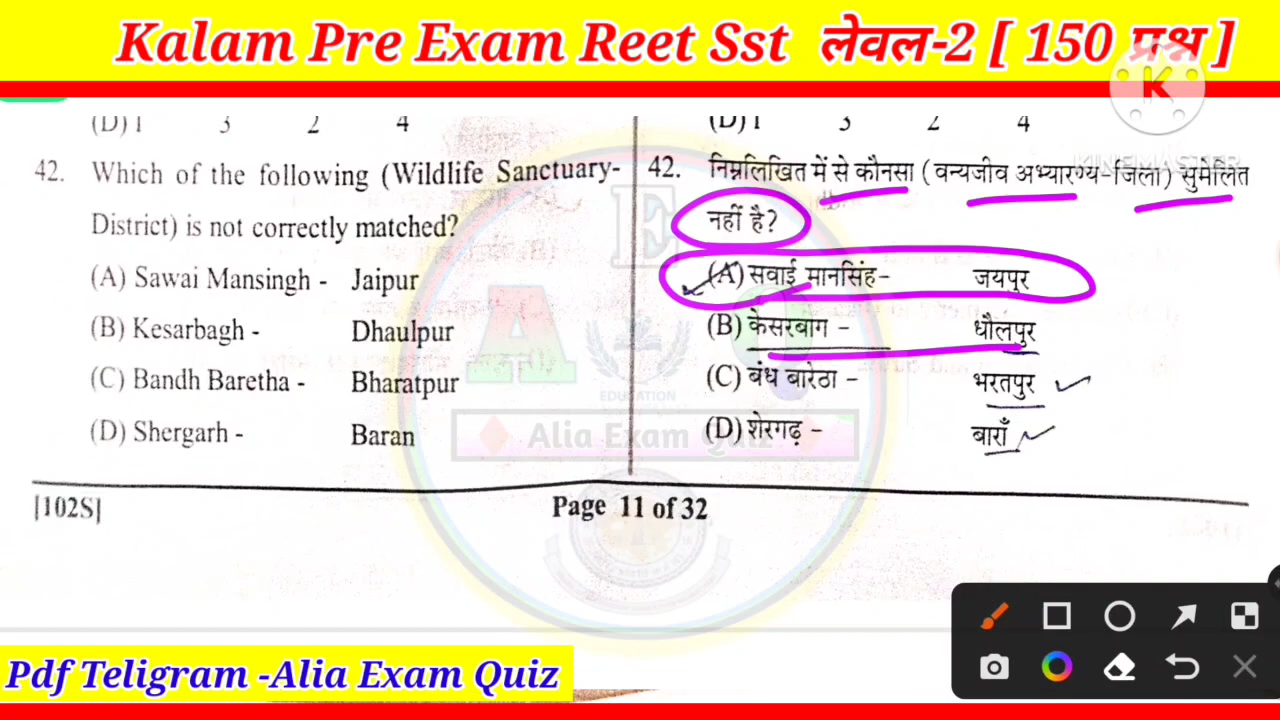 Kalam Pre Exam Reet Sst लेवल-2 [ 150 प्रश्न ]
K
KINEMASTER
(D) 1 3 2 4
42. Which of the following (Wildlife Sanctuary-
District) is not correctly matched?
(A) Sawai Mansingh - Jaipur
(B) Kesarbagh - Dhaulpur
(C) Bandh Baretha - Bharatpur
(D) Shergarh - Baran
(D) 1 3 2 4
42. निम्नलिखित में से कौनसा (वन्यजीव अभ्यारण्य-जिला) सुमेलित
नहीं है?
(A) सवाई मानसिंह- जयपुर
(B) केसरबाग - धौलपुर
(C) बंध बारेठा - भरतपुर
(D) शेरगढ़ - बाराँ
E
A
EDUCATION
Alia Exam Quiz
[102S]
Page 11 of 32
Pdf Teligram -Alia Exam Quiz